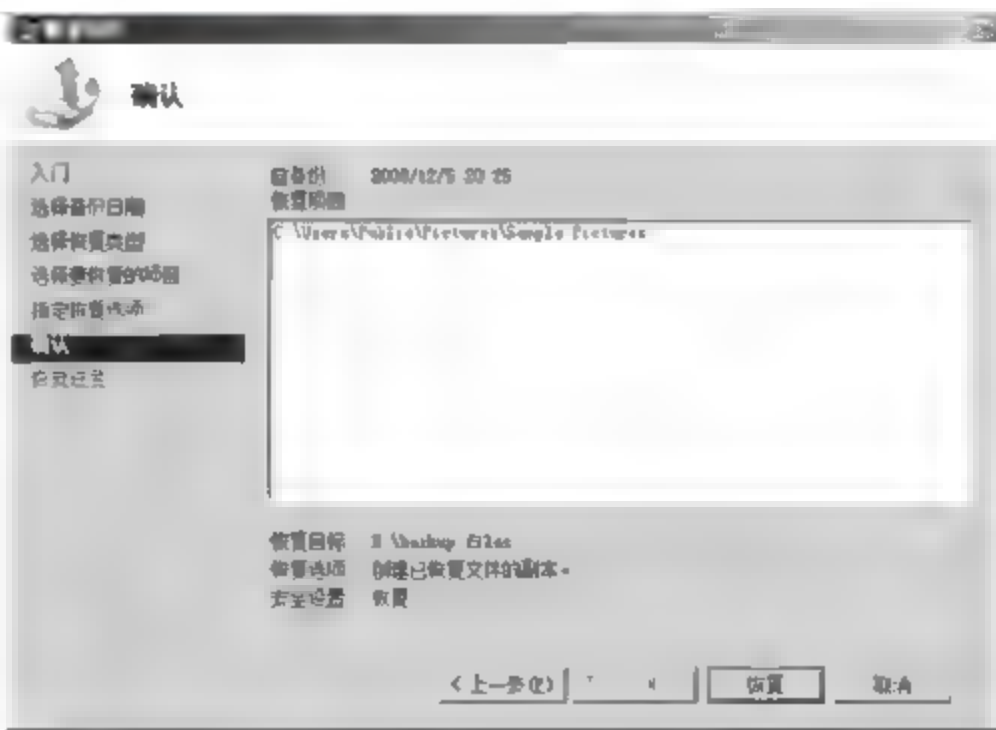 确认
入门
选择备份日期
选择恢复类型
选择要恢复的项目
指定恢复选项
确认
恢复进度
自备份 2008/12/5 20:25
恢复项目
C:\Users\Public\Pictures\Sample Pictures
恢复目标 \backup files
恢复选项 创建已恢复文件的副本。
安全设置 恢复
<上一步(P)
恢复
取消